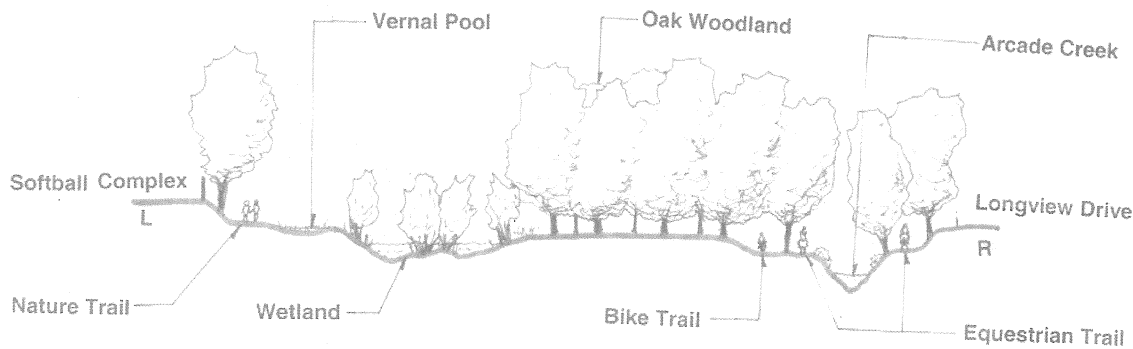 Vernal Pool
Oak Woodland
Arcade Creek
Softball Complex
L
Longview Drive
R
Nature Trail
Wetland
Bike Trail
Equestrian Trail